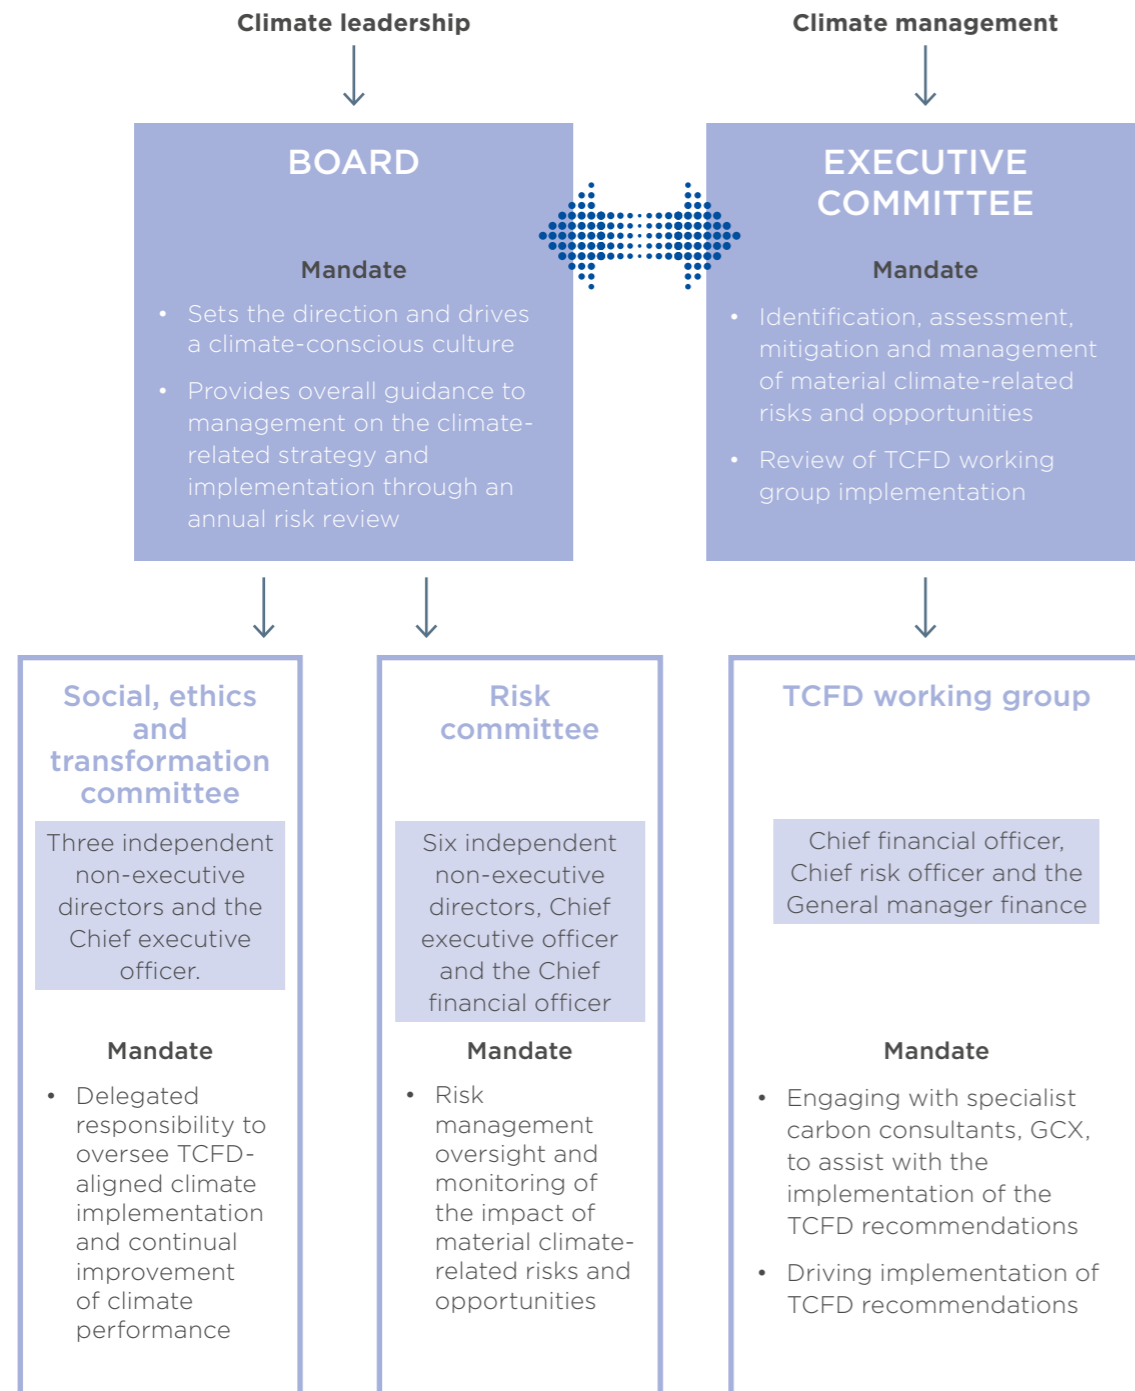 Climate leadership
Climate management
BOARD
Mandate
• Sets the direction and drives
a climate-conscious culture
• Provides overall guidance to
management on the climate-
related strategy and
implementation through an
annual risk review
EXECUTIVE
COMMITTEE
Mandate
• Identification, assessment,
mitigation and management
of material climate-related
risks and opportunities
• Review of TCFD working
group implementation
Social, ethics
and
transformation
committee
Three independent
non-executive
directors and the
Chief executive
officer.
Mandate
• Delegated
responsibility to
oversee TCFD-
aligned climate
implementation
and continual
improvement
of climate
performance
Risk
committee
Six independent
non-executive
directors, Chief
executive officer
and the Chief
financial officer
Mandate
• Risk
management
oversight and
monitoring of
the impact of
material climate-
related risks and
opportunities
TCFD working group
Chief financial officer,
Chief risk officer and the
General manager finance
Mandate
• Engaging with specialist
carbon consultants, GCX,
to assist with the
implementation of the
TCFD recommendations
• Driving implementation of
TCFD recommendations